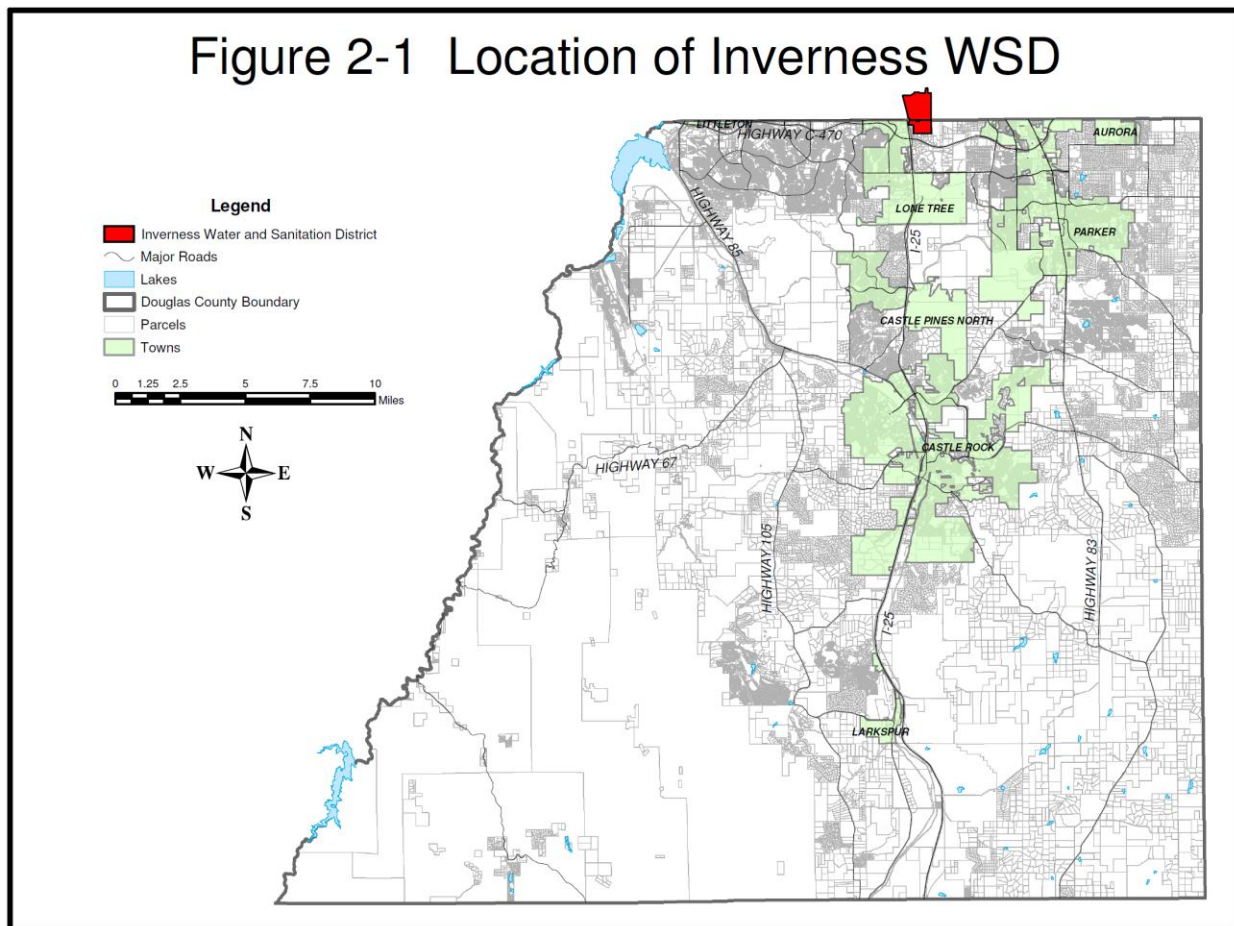 Figure 2-1 Location of Inverness WSD
LITTLETON
HIGHWAY C-470
AURORA
Legend
Inverness Water and Sanitation District
Major Roads
Lakes
Douglas County Boundary
Parcels
Towns
0 1.25 2.5 5 7.5 10
Miles
N
W E
S
HIGHWAY 85
LONE TREE
I-25
PARKER
CASTLE PINES NORTH
CASTLE ROCK
HIGHWAY 67
HIGHWAY 105
HIGHWAY 83
I-25
LARKSPUR